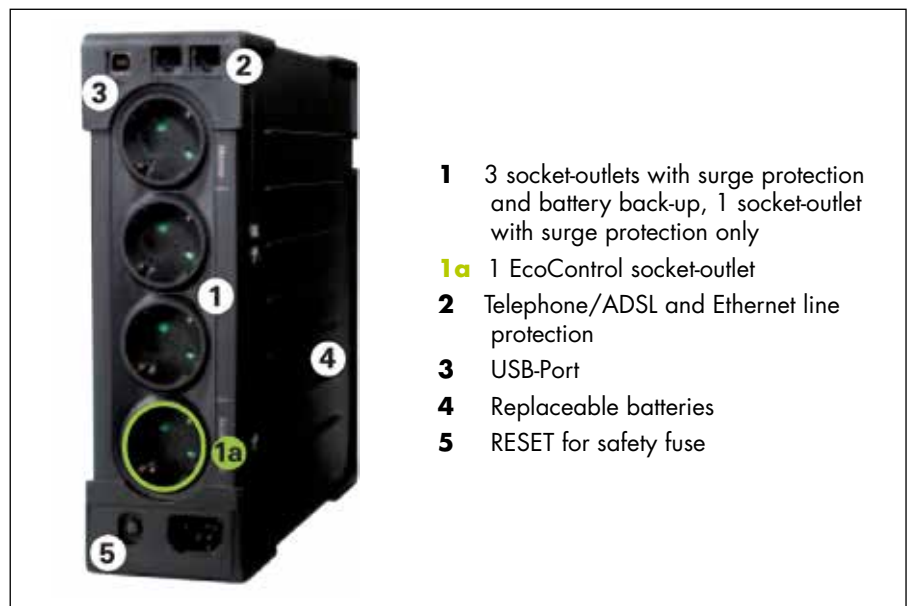 2
3
1
4
1a
5
1 3 socket-outlets with surge protection
and battery back-up, 1 socket-outlet
with surge protection only
1a 1 EcoControl socket-outlet
2 Telephone/ADSL and Ethernet line
protection
3 USB-Port
4 Replaceable batteries
5 RESET for safety fuse